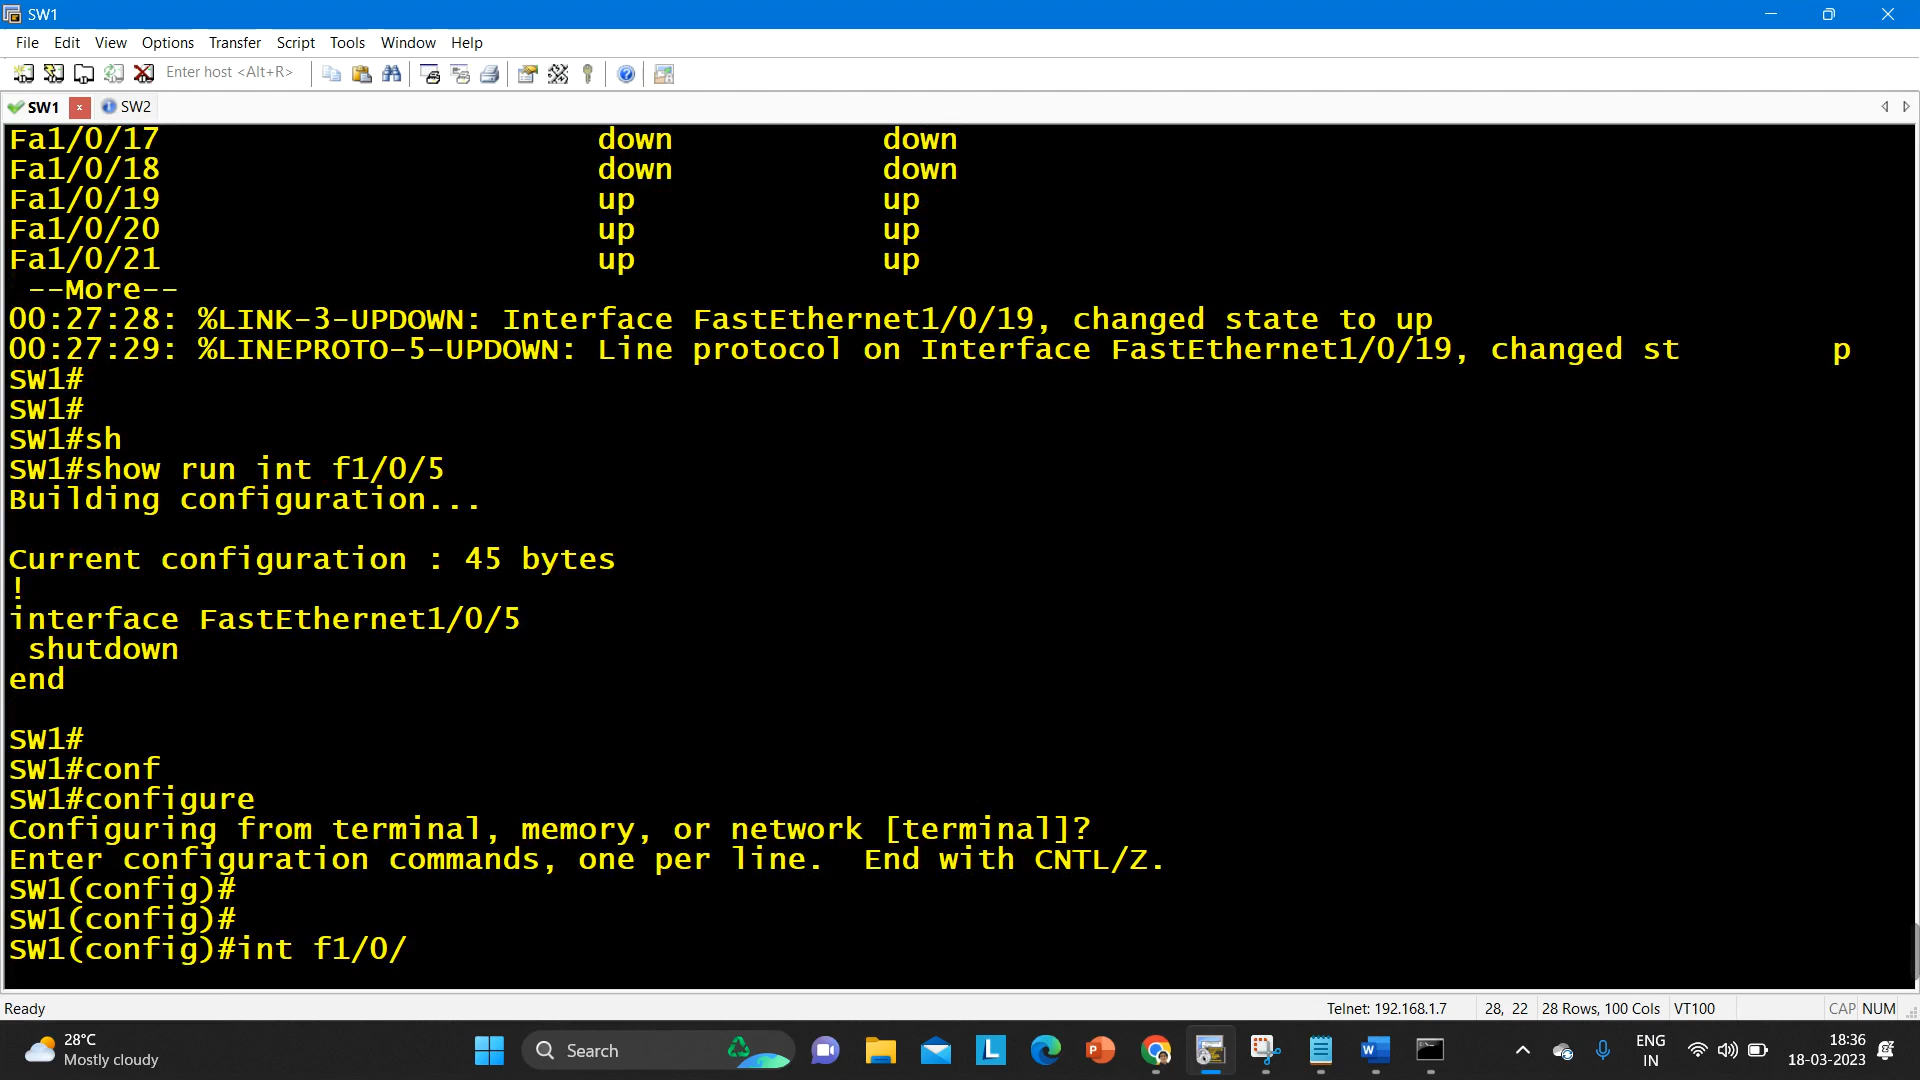 SW1
File Edit View Options Transfer Script Tools Window Help
Enter host <Alt+R>
SW1 SW2
Fa1/0/17 down down
Fa1/0/18 down down
Fa1/0/19 up up
Fa1/0/20 up up
Fa1/0/21 up up
--More--
00:27:28: %LINK-3-UPDOWN: Interface FastEthernet1/0/19, changed state to up
00:27:29: %LINEPROTO-5-UPDOWN: Line protocol on Interface FastEthernet1/0/19, changed st p
SW1#
SW1#
SW1#sh
SW1#show run int f1/0/5
Building configuration...
Current configuration : 45 bytes
!
interface FastEthernet1/0/5
shutdown
end
SW1#
SW1#conf
SW1#configure
Configuring from terminal, memory, or network [terminal]?
Enter configuration commands, one per line. End with CNTL/Z.
SW1(config)#
SW1(config)#
SW1(config)#int f1/0/
Ready Telnet: 192.168.1.7 28, 22 28 Rows, 100 Cols VT100 CAP NUM
28°C
Mostly cloudy
Search
ENG
IN
18:36
18-03-2023